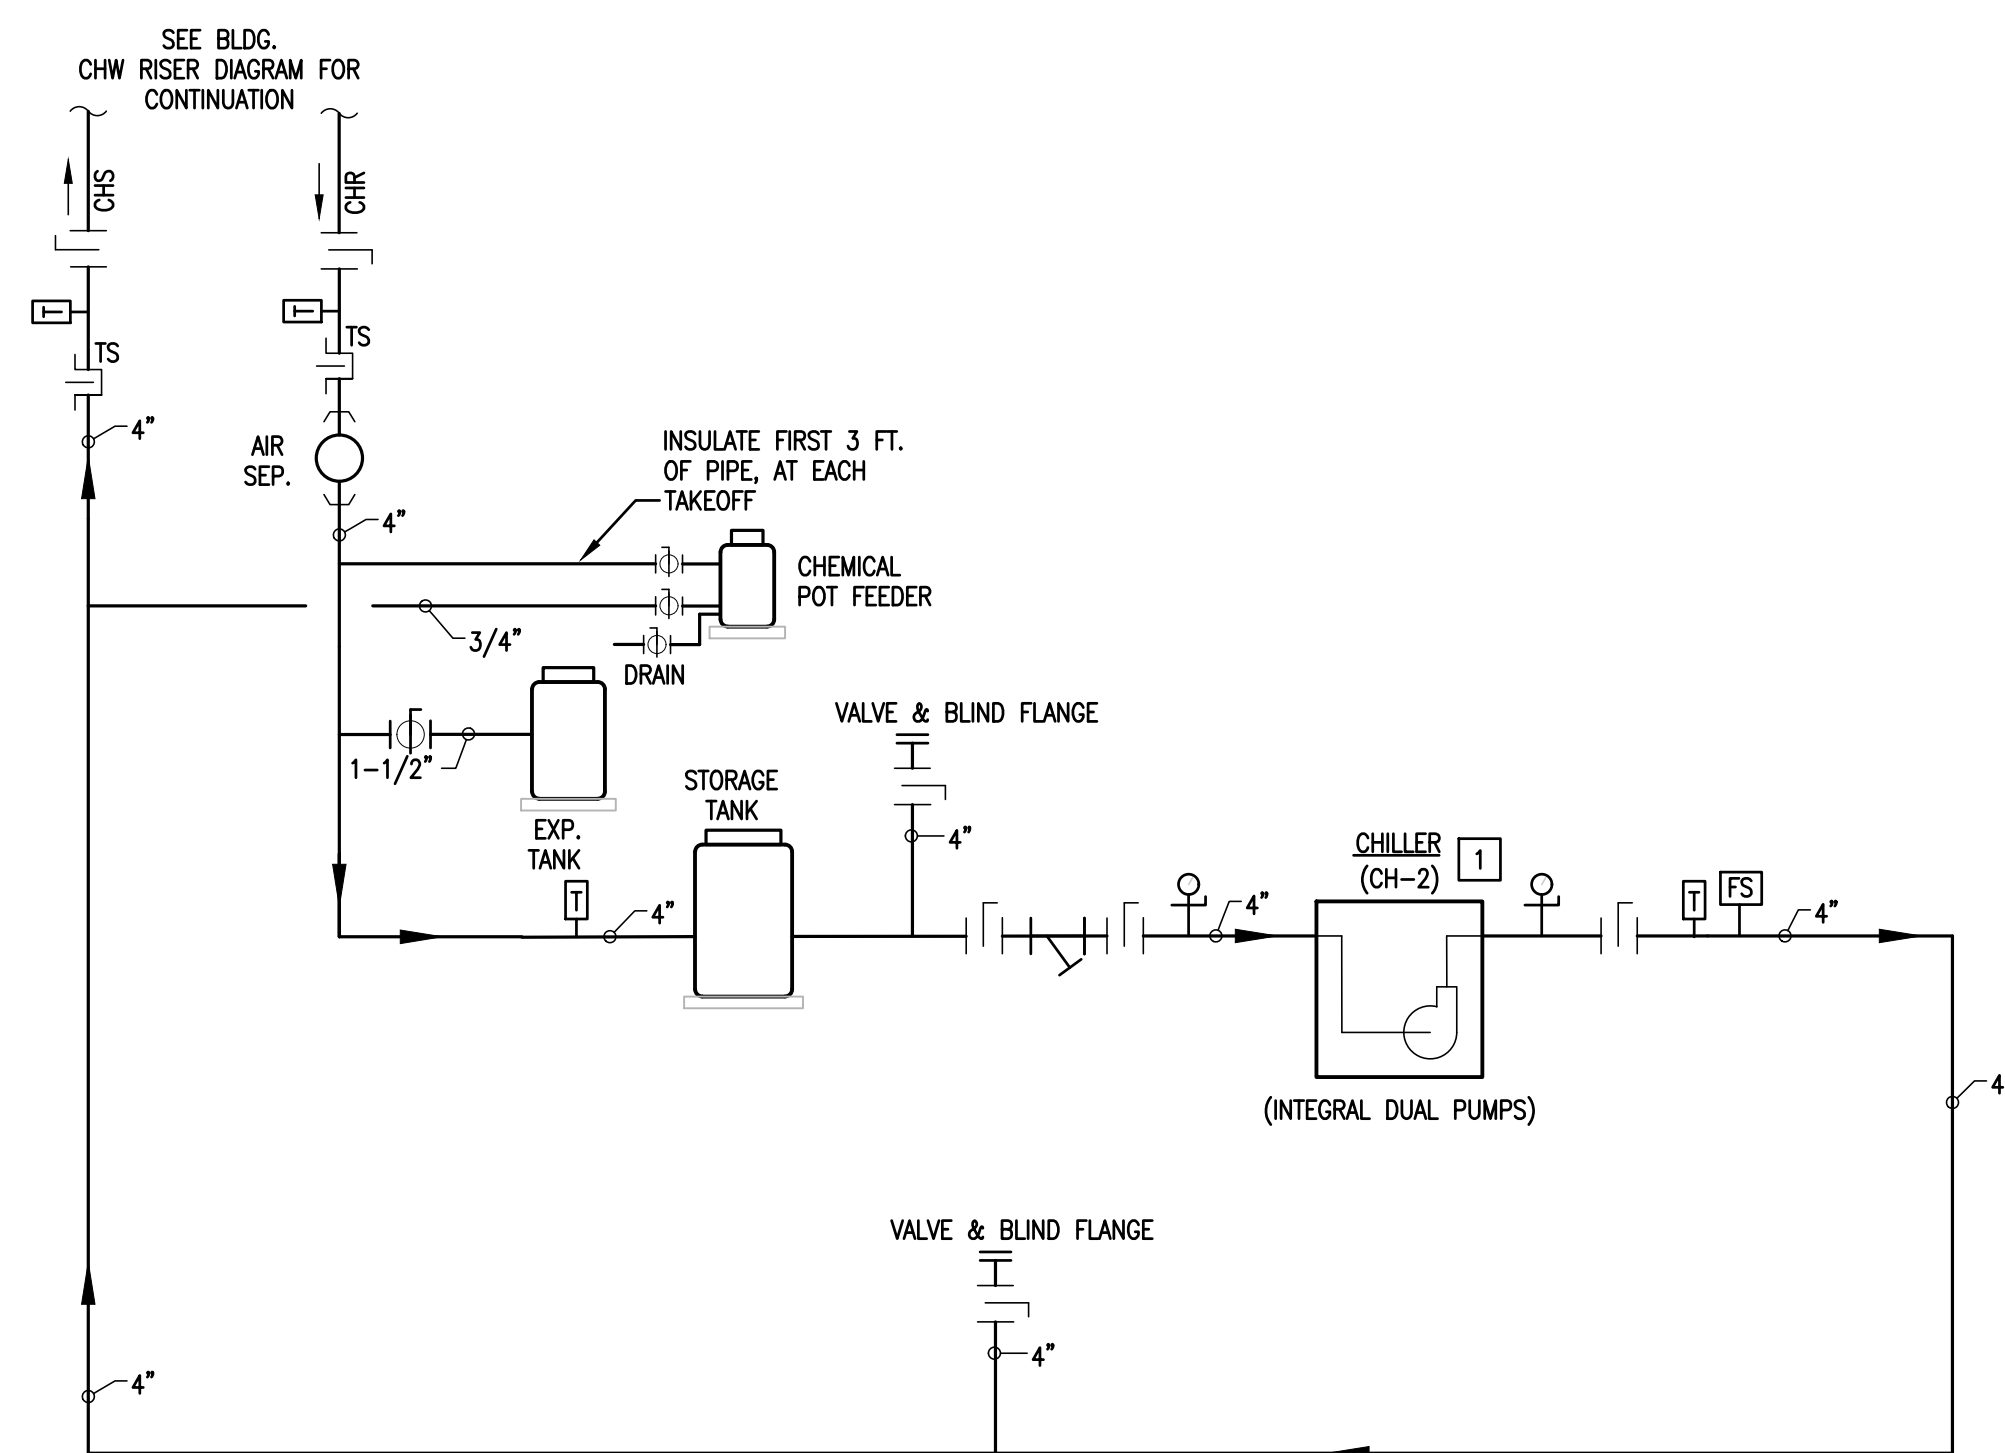 SEE BLDG.
CHW RISER DIAGRAM FOR
CONTINUATION
CHS
CHR
T
T
TS
TS
4"
AIR
SEP.
4"
INSULATE FIRST 3 FT.
OF PIPE, AT EACH
TAKEOFF
CHEMICAL
POT FEEDER
3/4"
DRAIN
1-1/2"
EXP.
TANK
VALVE & BLIND FLANGE
STORAGE
TANK
4"
T
4"
4"
CHILLER
(CH-2)
1
T
FS
4"
(INTEGRAL DUAL PUMPS)
4
VALVE & BLIND FLANGE
4"
4"